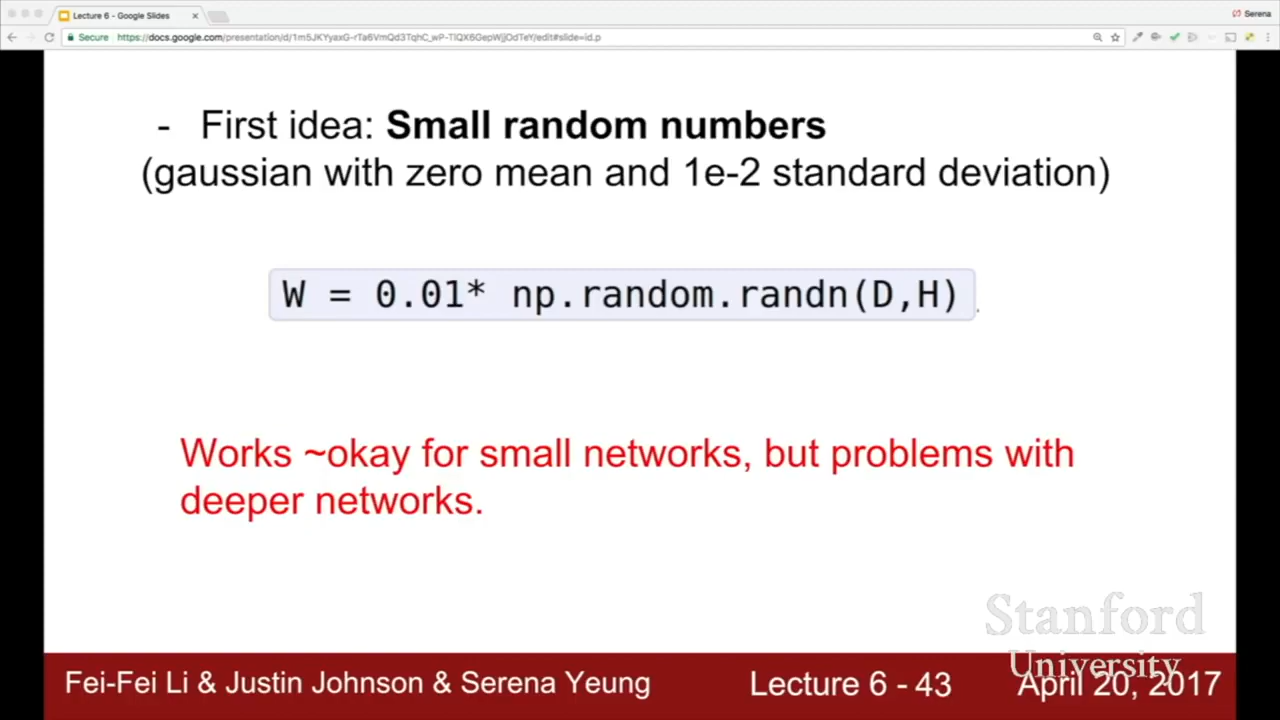 Lecture 6 - Google Slides
Serena
Secure
- First idea: Small random numbers
(gaussian with zero mean and 1e-2 standard deviation)
W = 0.01* np.random.randn(D,H)
Works ~okay for small networks, but problems with
deeper networks.
Stanford
University
Fei-Fei Li & Justin Johnson & Serena Yeung
Lecture 6 - 43
April 20, 2017